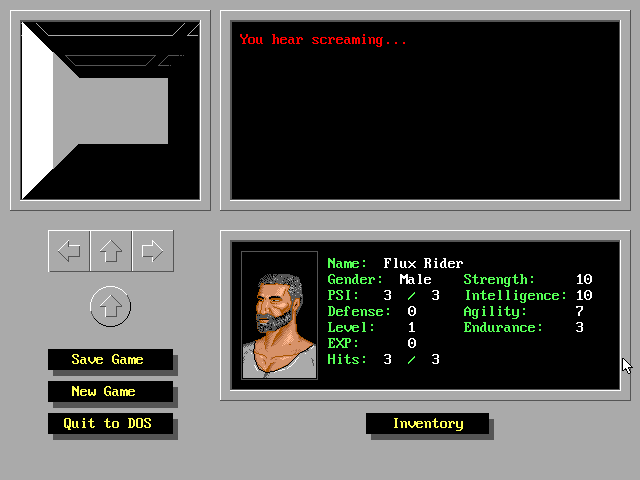 You hear screaming...
Name: Flux Rider
Gender: Male Strength: 10
PSI: 3 / 3 Intelligence: 10
Defense: 0 Agility: 7
Level: 1 Endurance: 3
EXP: 0
Hits: 3 / 3
Save Game
New Game
Quit to DOS
Inventory